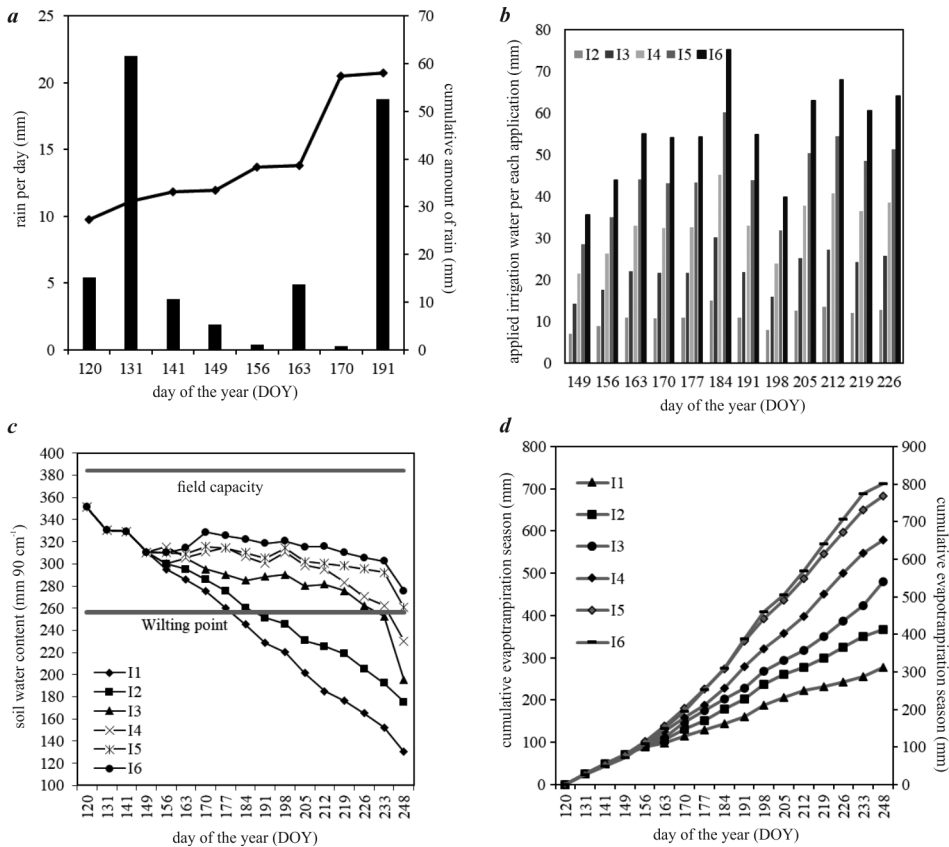 a
rain per day (mm)
25
20
15
10
5
0
70
60
50
40
30
20
10
0
cumulative amount of rain (mm)
120 131 141 149 156 163 170 191
day of the year (DOY)
b
applied irrigation water per each application (mm)
80
70
60
50
40
30
20
10
0
I2 I3 I4 I5 I6
149 156 163 170 177 184 191 198 205 212 219 226
day of the year (DOY)
c
soil water content (mm 90 cm⁻¹)
400
380
360
340
320
300
280
260
240
220
200
180
160
140
120
100
field capacity
Wilting point
I1
I2
I3
I4
I5
I6
120 131 141 149 156 163 170 177 184 191 198 205 212 219 226 233 248
day of the year (DOY)
d
cumulative evapotranpiration season (mm)
800
700
600
500
400
300
200
100
0
I1
I2
I3
I4
I5
I6
900
800
700
600
500
400
300
200
100
0
cumulative evapotranpiration season
(mm)
120 131 141 149 156 163 170 177 184 191 198 205 212 219 226 233 248
day of the year (DOY)